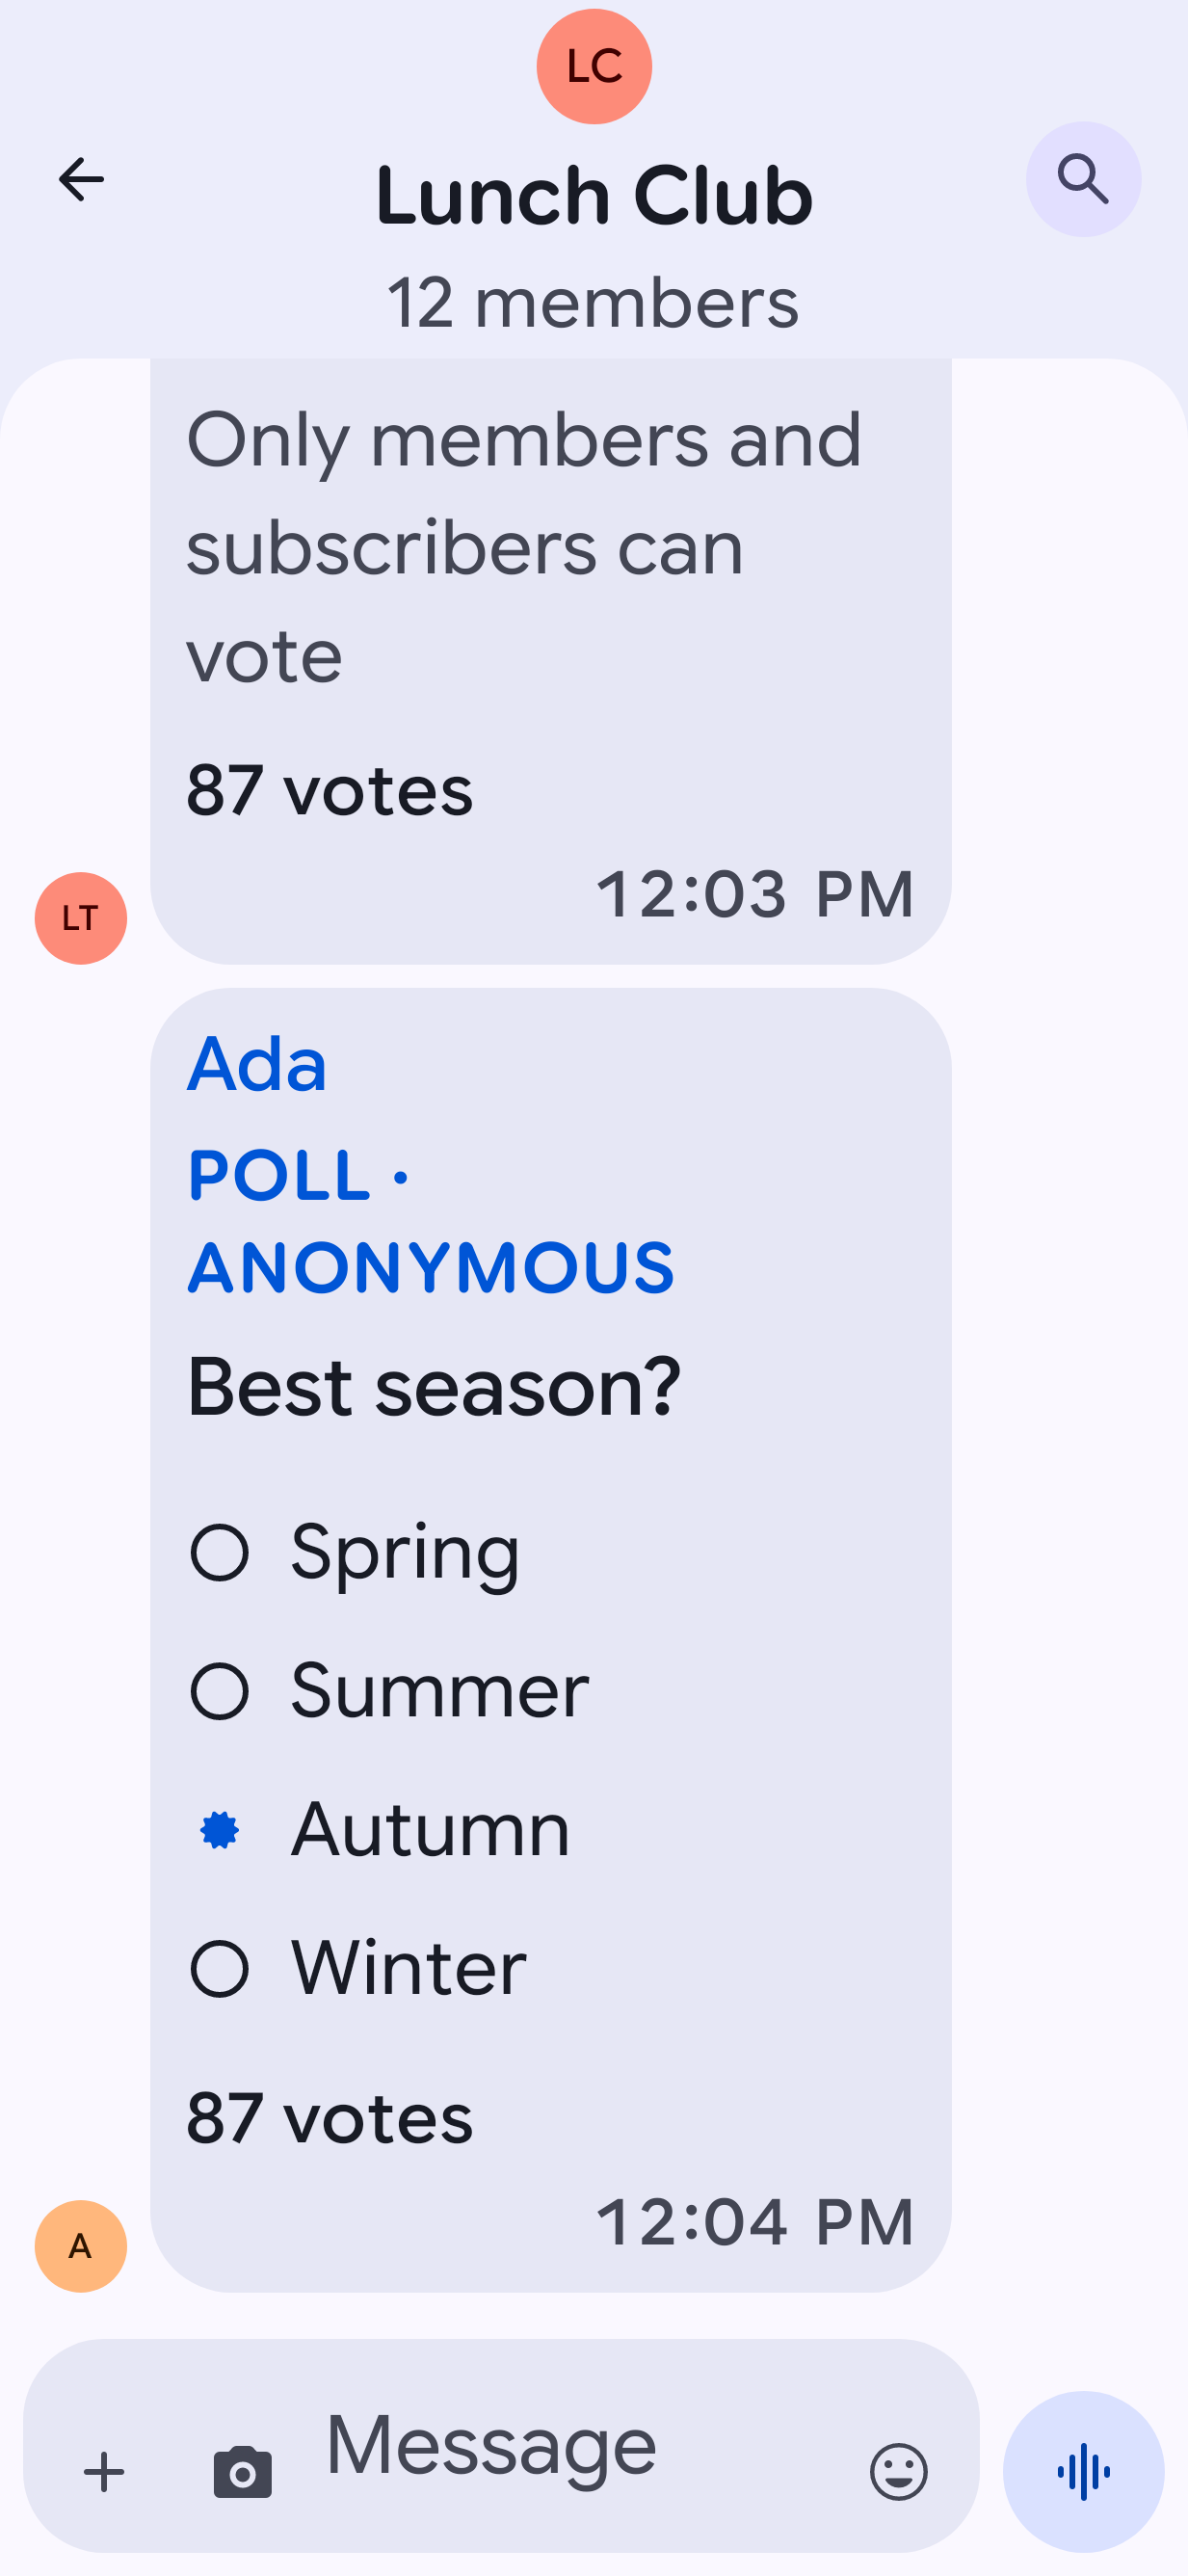 LC
Lunch Club
12 members
Only members and
subscribers can
vote
87 votes
12:03 PM
LT
Ada
POLL ·
ANONYMOUS
Best season?
Spring
Summer
Autumn
Winter
87 votes
12:04 PM
A
Message